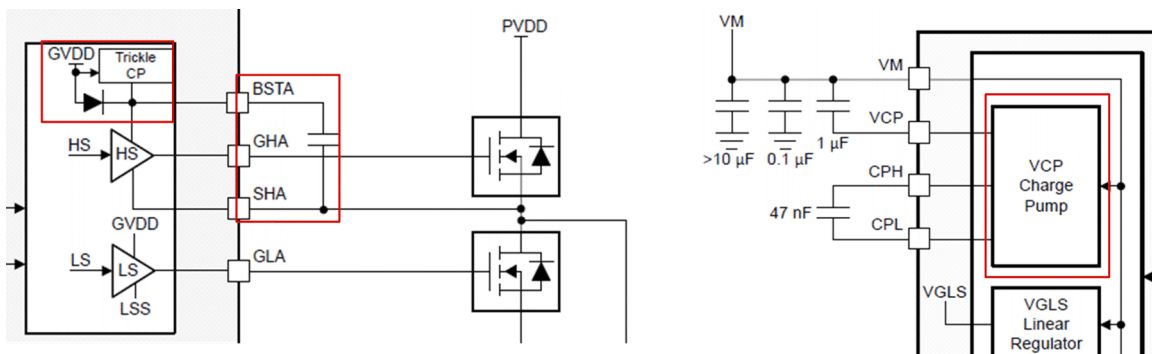 GVDD
Trickle
CP
BSTA
HS
HS
GHA
SHA
GVDD
LS
LS
LSS
GLA
PVDD
VM
VM
VCP
>10 µF
0.1 µF
1 µF
CPH
47 nF
CPL
VCP
Charge
Pump
VGLS
VGLS
Linear
Regulator